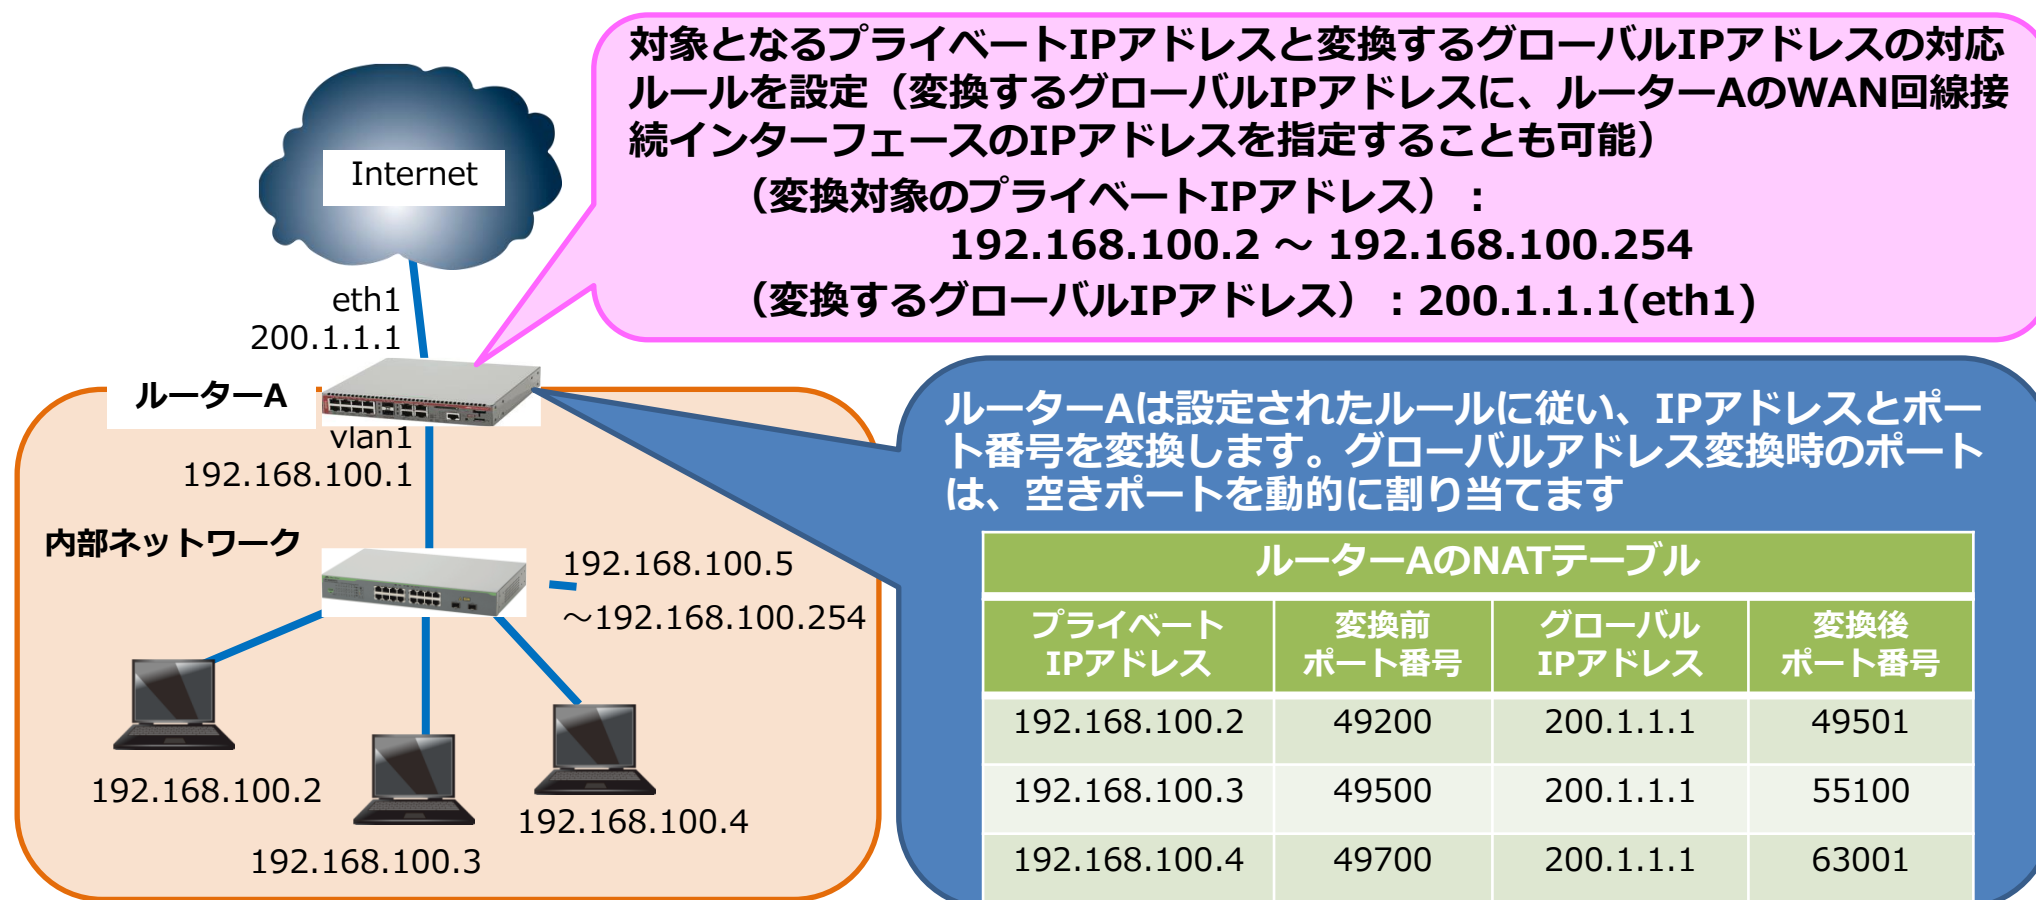 対象となるプライベートIPアドレスと変換するグローバルIPアドレスの対応
ルールを設定（変換するグローバルIPアドレスに、ルーターAのWAN回線接
続インターフェースのIPアドレスを指定することも可能）
（変換対象のプライベートIPアドレス）：
192.168.100.2 ～ 192.168.100.254
（変換するグローバルIPアドレス）：200.1.1.1(eth1)
Internet
eth1
200.1.1.1
ルーターA
vlan1
192.168.100.1
内部ネットワーク
192.168.100.5
～192.168.100.254
192.168.100.2
192.168.100.3
192.168.100.4
ルーターAは設定されたルールに従い、IPアドレスとポー
ト番号を変換します。グローバルアドレス変換時のポート
は、空きポートを動的に割り当てます
ルーターAのNATテーブル
プライベート
IPアドレス
変換前
ポート番号
グローバル
IPアドレス
変換後
ポート番号
192.168.100.2 49200 200.1.1.1 49501
192.168.100.3 49500 200.1.1.1 55100
192.168.100.4 49700 200.1.1.1 63001